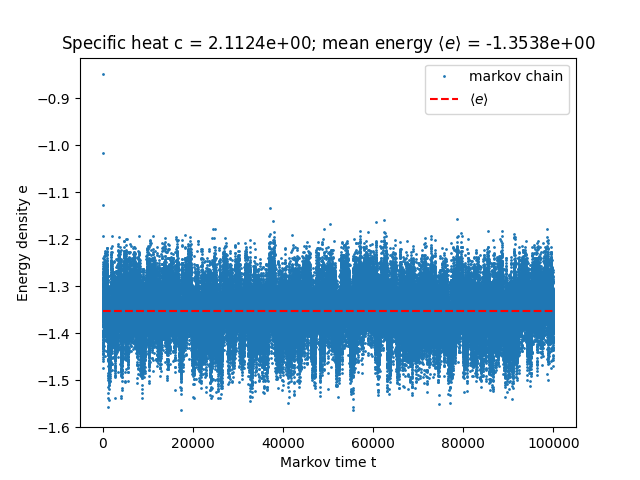 Specific heat c = 2.1124e+00; mean energy ⟨e⟩ = -1.3538e+00
markov chain
⟨e⟩
Energy density e
−0.9
−1.0
−1.1
−1.2
−1.3
−1.4
−1.5
−1.6
0 20000 40000 60000 80000 100000
Markov time t